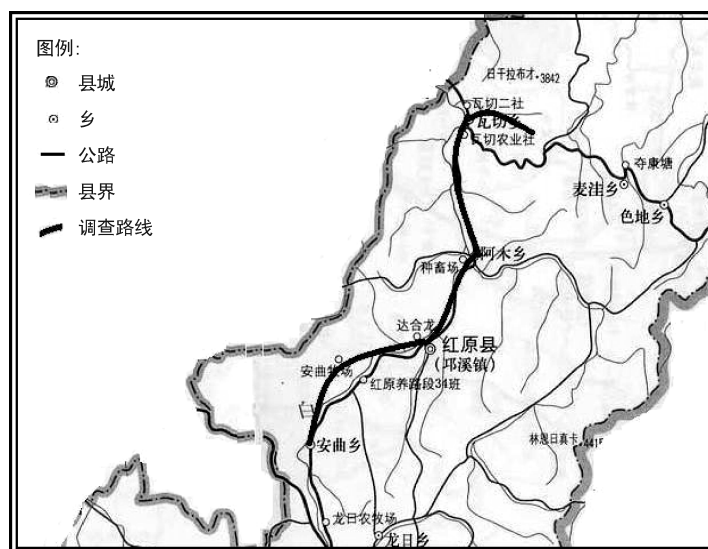 图例:
县城
乡
公路
县界
调查路线
日干拉布才·3842
瓦切二社
瓦切乡
瓦切农业社
夺康塘
麦洼乡
色地乡
阿木乡
种畜场
达合龙
红原县
(邛溪镇)
安曲牧场
红原养路段34班
白
安曲乡
林恩日真卡·4415
龙日农牧场
龙日乡